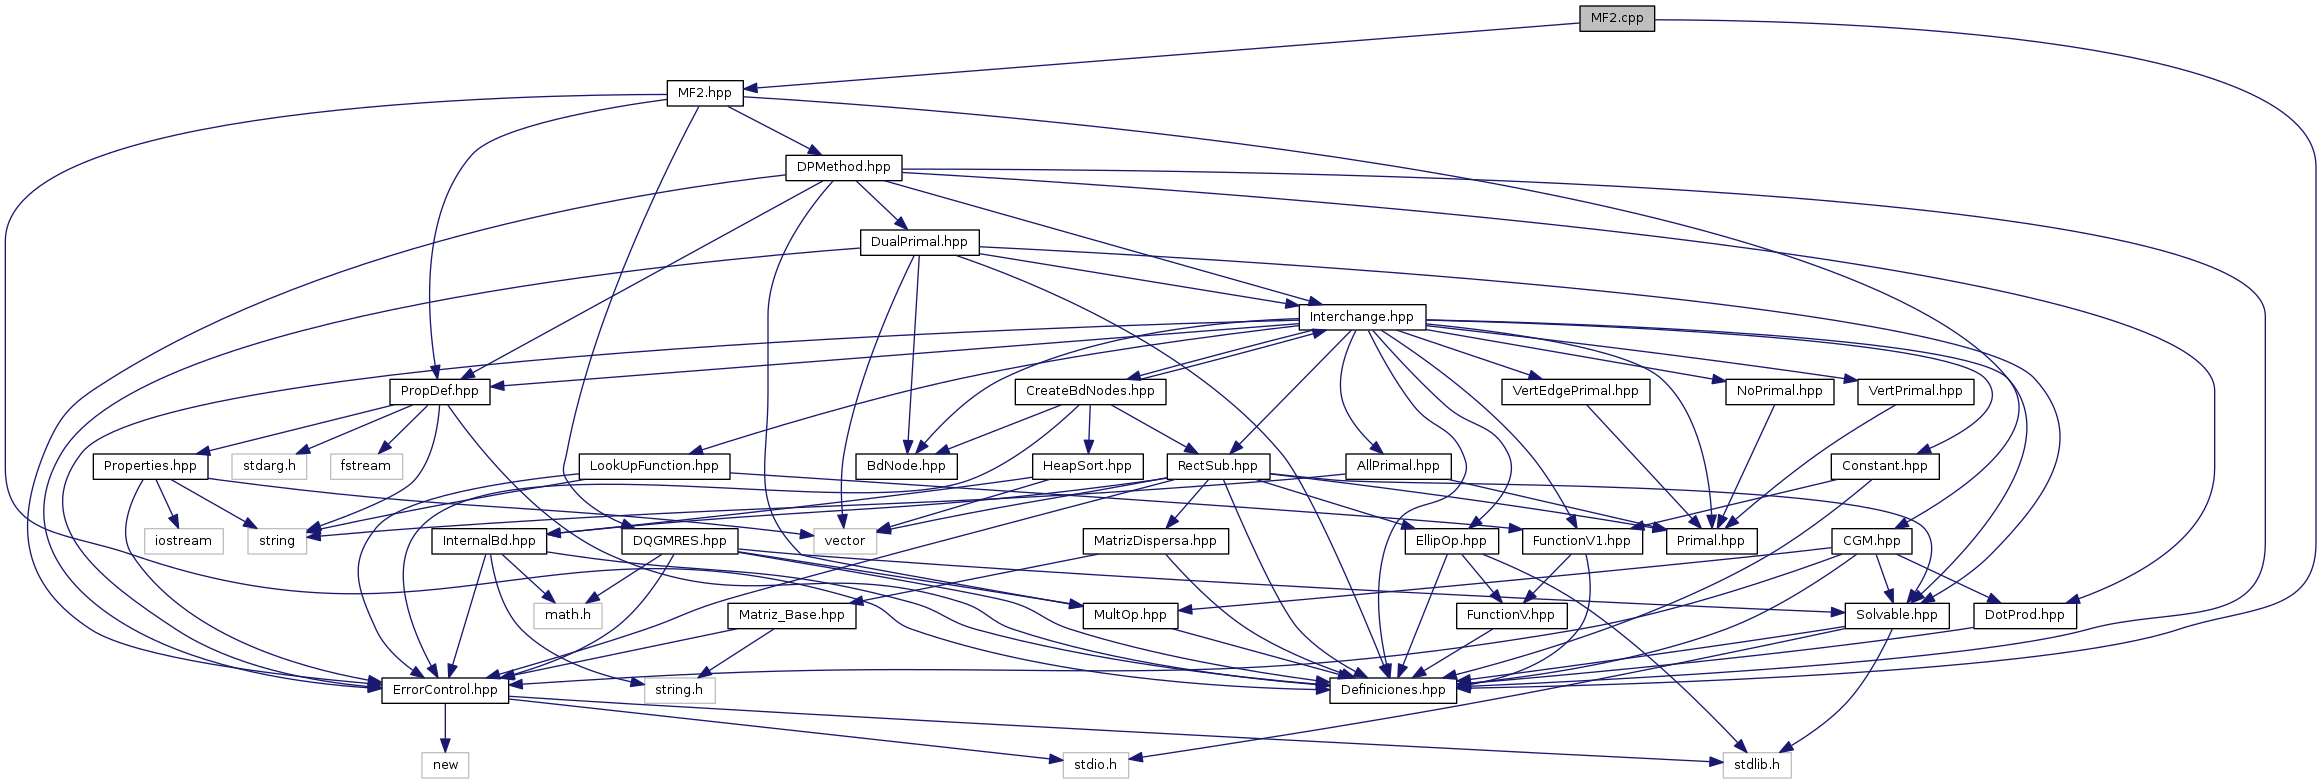 MF2.cpp
MF2.hpp
DPMethod.hpp
DualPrimal.hpp
Interchange.hpp
PropDef.hpp
CreateBdNodes.hpp
VertEdgePrimal.hpp
NoPrimal.hpp
VertPrimal.hpp
Properties.hpp
stdarg.h
fstream
LookUpFunction.hpp
BdNode.hpp
HeapSort.hpp
RectSub.hpp
AllPrimal.hpp
Constant.hpp
iostream
string
InternalBd.hpp
DQGMRES.hpp
vector
MatrizDispersa.hpp
EllipOp.hpp
FunctionV1.hpp
Primal.hpp
CGM.hpp
math.h
Matriz_Base.hpp
MultOp.hpp
FunctionV.hpp
Solvable.hpp
DotProd.hpp
ErrorControl.hpp
string.h
Definiciones.hpp
new
stdio.h
stdlib.h